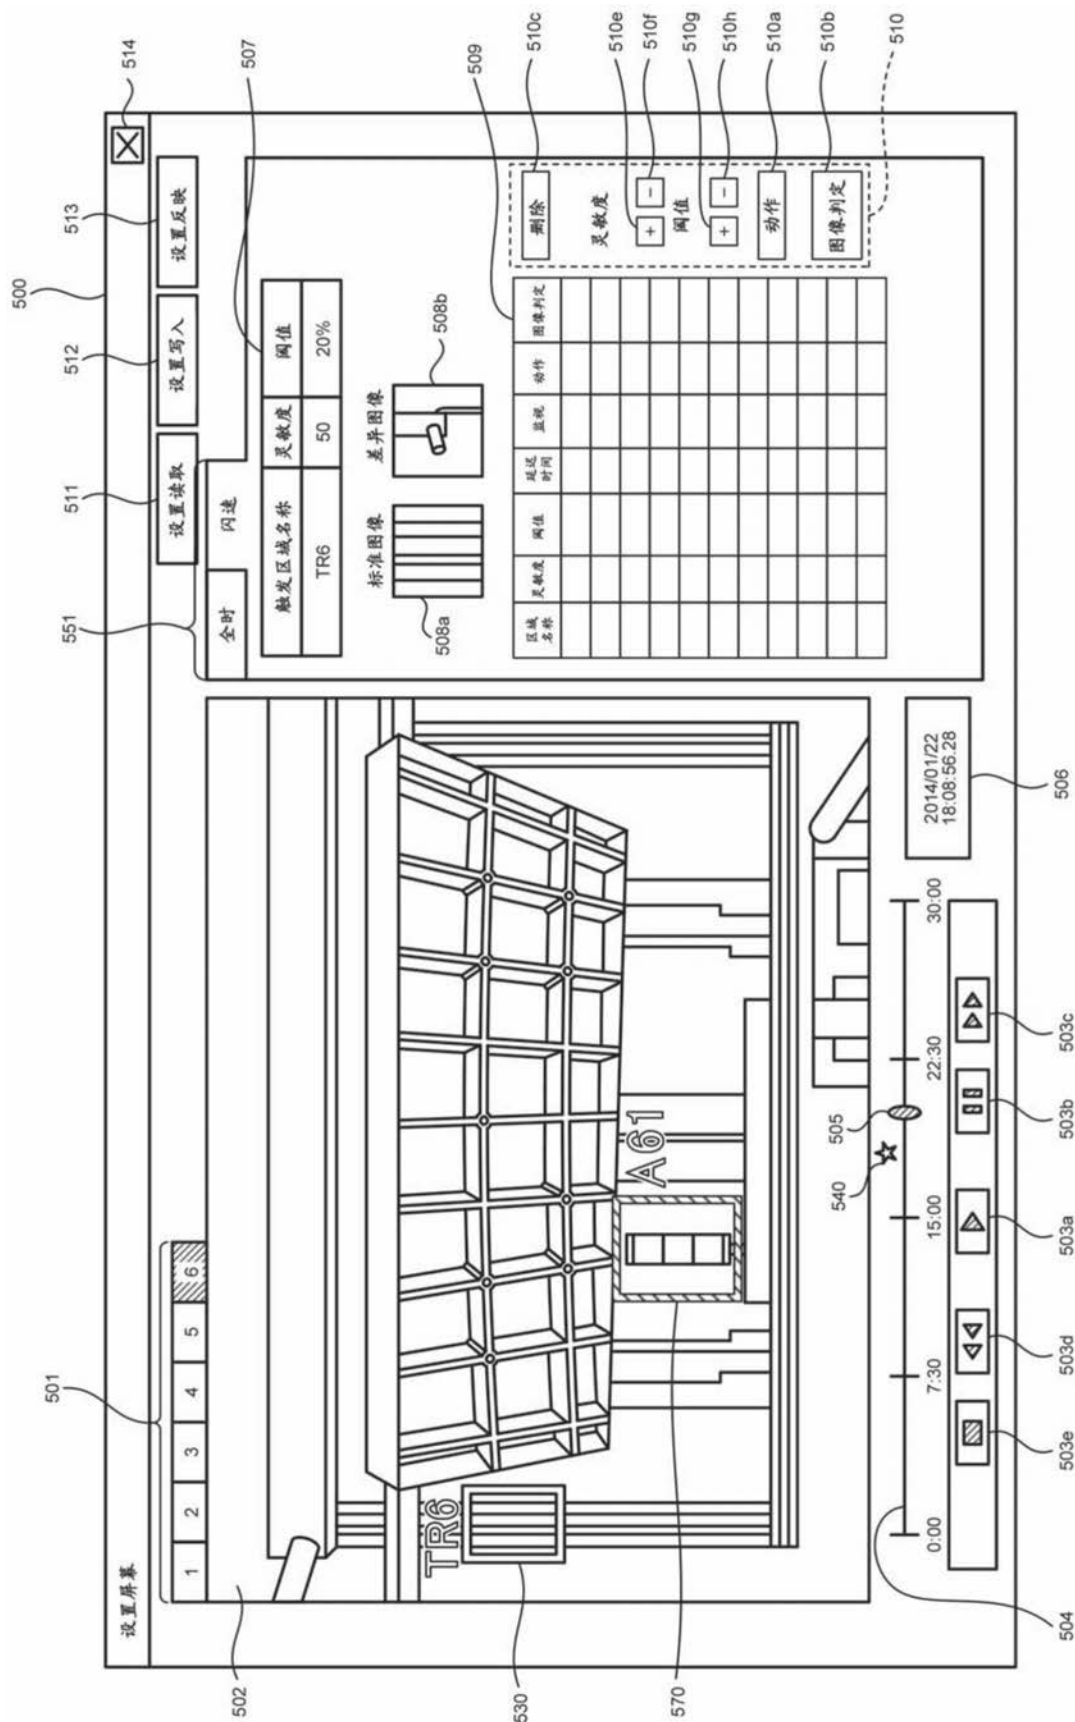 500
设置屏幕
514
501
1
2
3
4
5
6
511
设置读取
512
设置写入
513
设置反映
551
全时
闪速
507
触发区域名称
灵敏度
阈值
TR6
50
20%
标准图像
508a
差异图像
508b
509
区域名称
灵敏度
阈值
延迟时间
监视
动作
图像判定
删除
510c
灵敏度
510e
+
−
510f
阈值
510g
+
−
510h
动作
510a
图像判定
510b
510
502
TR6
530
A61
570
540
505
0:00
7:30
15:00
22:30
30:00
504
2014/01/22
18:08:56.28
506
503e
503d
503a
503b
503c